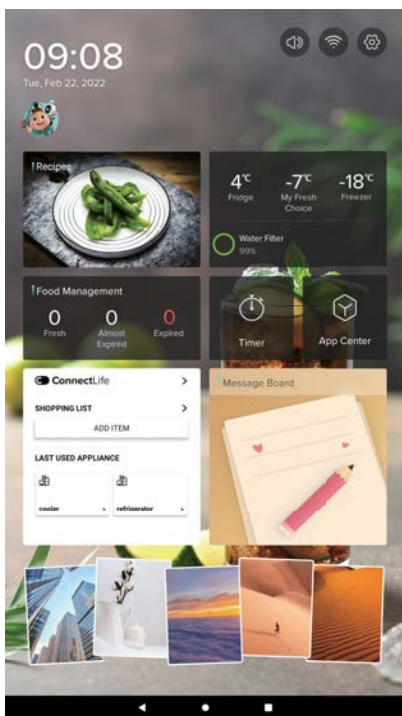 09:08
Tue, Feb 22, 2022
Recipes
4°C
-7°C
-18°C
Fridge
My Fresh
Choice
Freezer
Water Filter
99%
Food Management
0
0
0
Fresh
Almost
Expired
Expired
Timer
App Center
ConnectLife
SHOPPING LIST
ADD ITEM
LAST USED APPLIANCE
cooler
refrigerator
Message Board